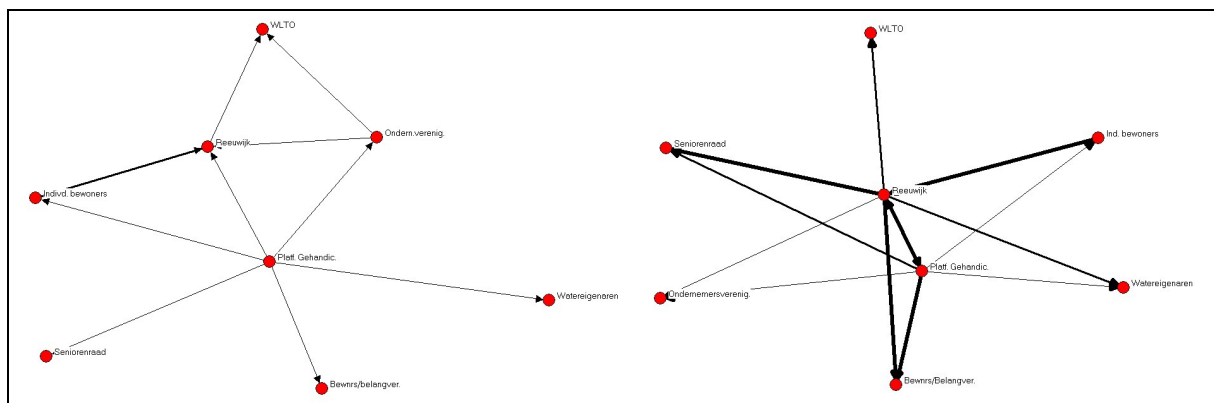 WLTO
Ondern.verenig.
Reeuwijk
Individ. bewoners
Platf. Gehandic.
Watereigenaren
Seniorenraad
Bewnrs/belangver.
WLTO
Ind. bewoners
Seniorenraad
Reeuwijk
Platf. Gehandic.
Watereigenaren
Ondernemersverenig.
Bewnrs/Belangver.